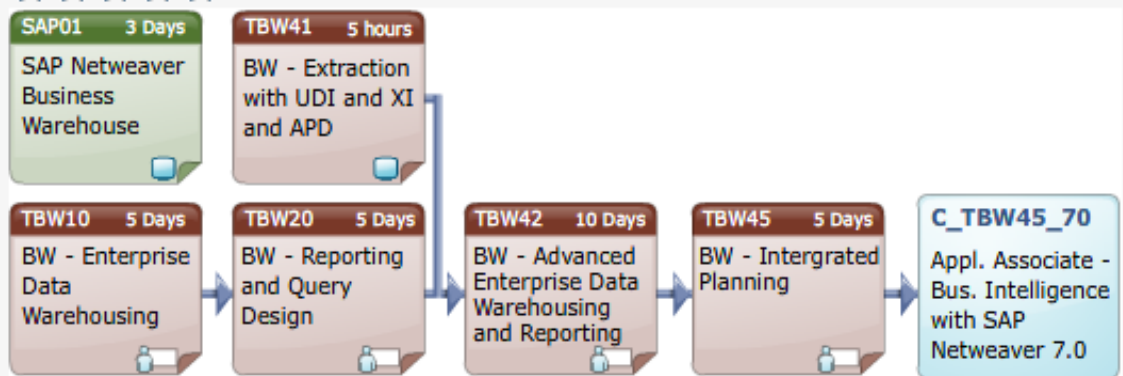 SAP01 3 Days
SAP Netweaver
Business
Warehouse
TBW41 5 hours
BW - Extraction
with UDI and XI
and APD
TBW10 5 Days
BW - Enterprise
Data
Warehousing
TBW20 5 Days
BW - Reporting
and Query
Design
TBW42 10 Days
BW - Advanced
Enterprise Data
Warehousing
and Reporting
TBW45 5 Days
BW - Intergrated
Planning
C_TBW45_70
Appl. Associate -
Bus. Intelligence
with SAP
Netweaver 7.0